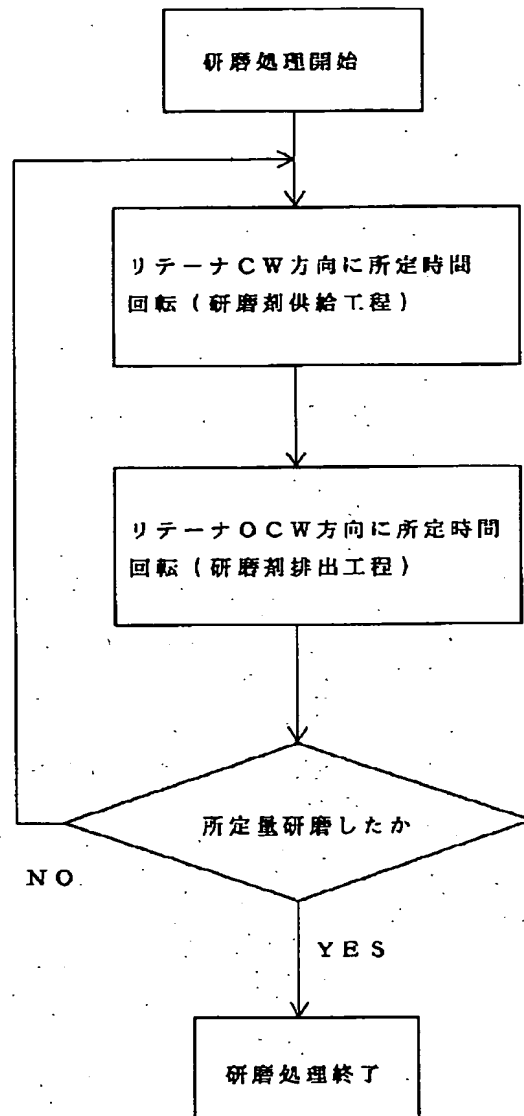 研磨処理開始
リテーナCW方向に所定時間
回転(研磨剤供給工程)
リテーナOCW方向に所定時間
回転(研磨剤排出工程)
所定量研磨したか
NO
YES
研磨処理終了